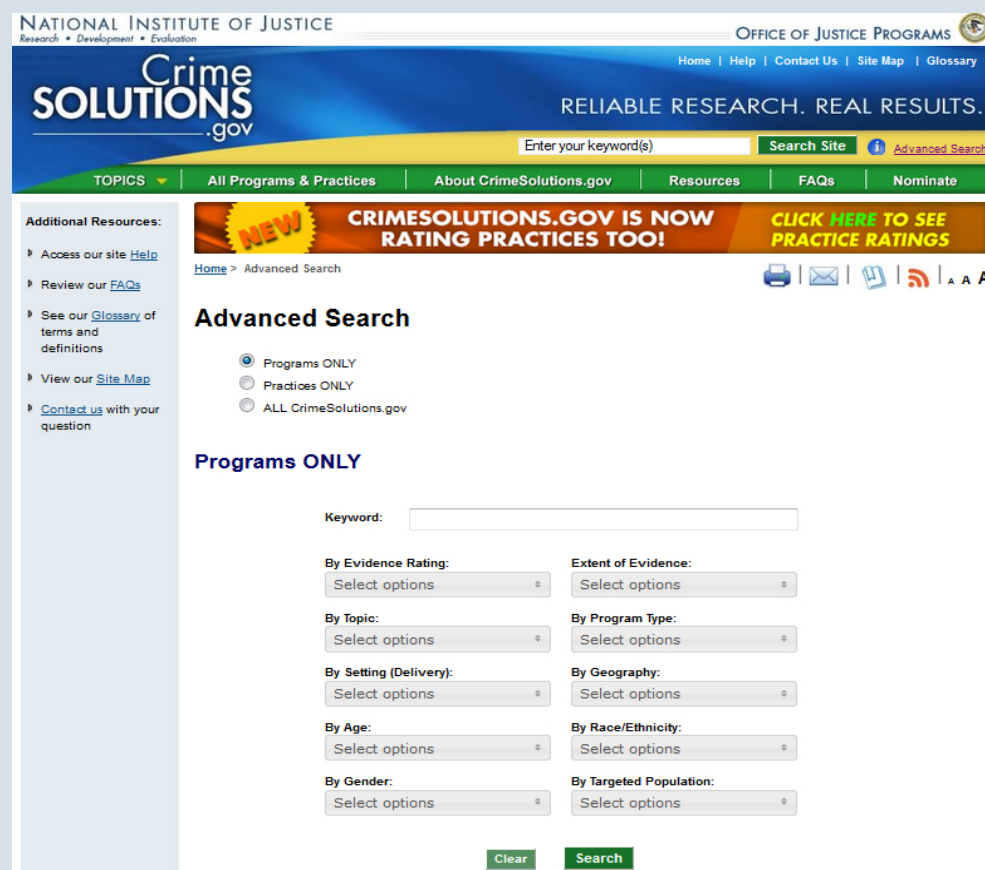 NATIONAL INSTITUTE OF JUSTICE
Research • Development • Evaluation
OFFICE OF JUSTICE PROGRAMS
Home | Help | Contact Us | Site Map | Glossary
Crime
SOLUTIONS
.gov
RELIABLE RESEARCH. REAL RESULTS.
Enter your keyword(s) Search Site i Advanced Search
TOPICS All Programs & Practices About CrimeSolutions.gov Resources FAQs Nominate
Additional Resources:
Access our site Help
Review our FAQs
See our Glossary of
terms and
definitions
View our Site Map
Contact us with your
question
NEW
CRIMESOLUTIONS.GOV IS NOW
RATING PRACTICES TOO!
CLICK HERE TO SEE
PRACTICE RATINGS
Home > Advanced Search
A A A
Advanced Search
Programs ONLY
Practices ONLY
ALL CrimeSolutions.gov
Programs ONLY
Keyword:
By Evidence Rating: Extent of Evidence:
Select options Select options
By Topic: By Program Type:
Select options Select options
By Setting (Delivery): By Geography:
Select options Select options
By Age: By Race/Ethnicity:
Select options Select options
By Gender: By Targeted Population:
Select options Select options
Clear Search